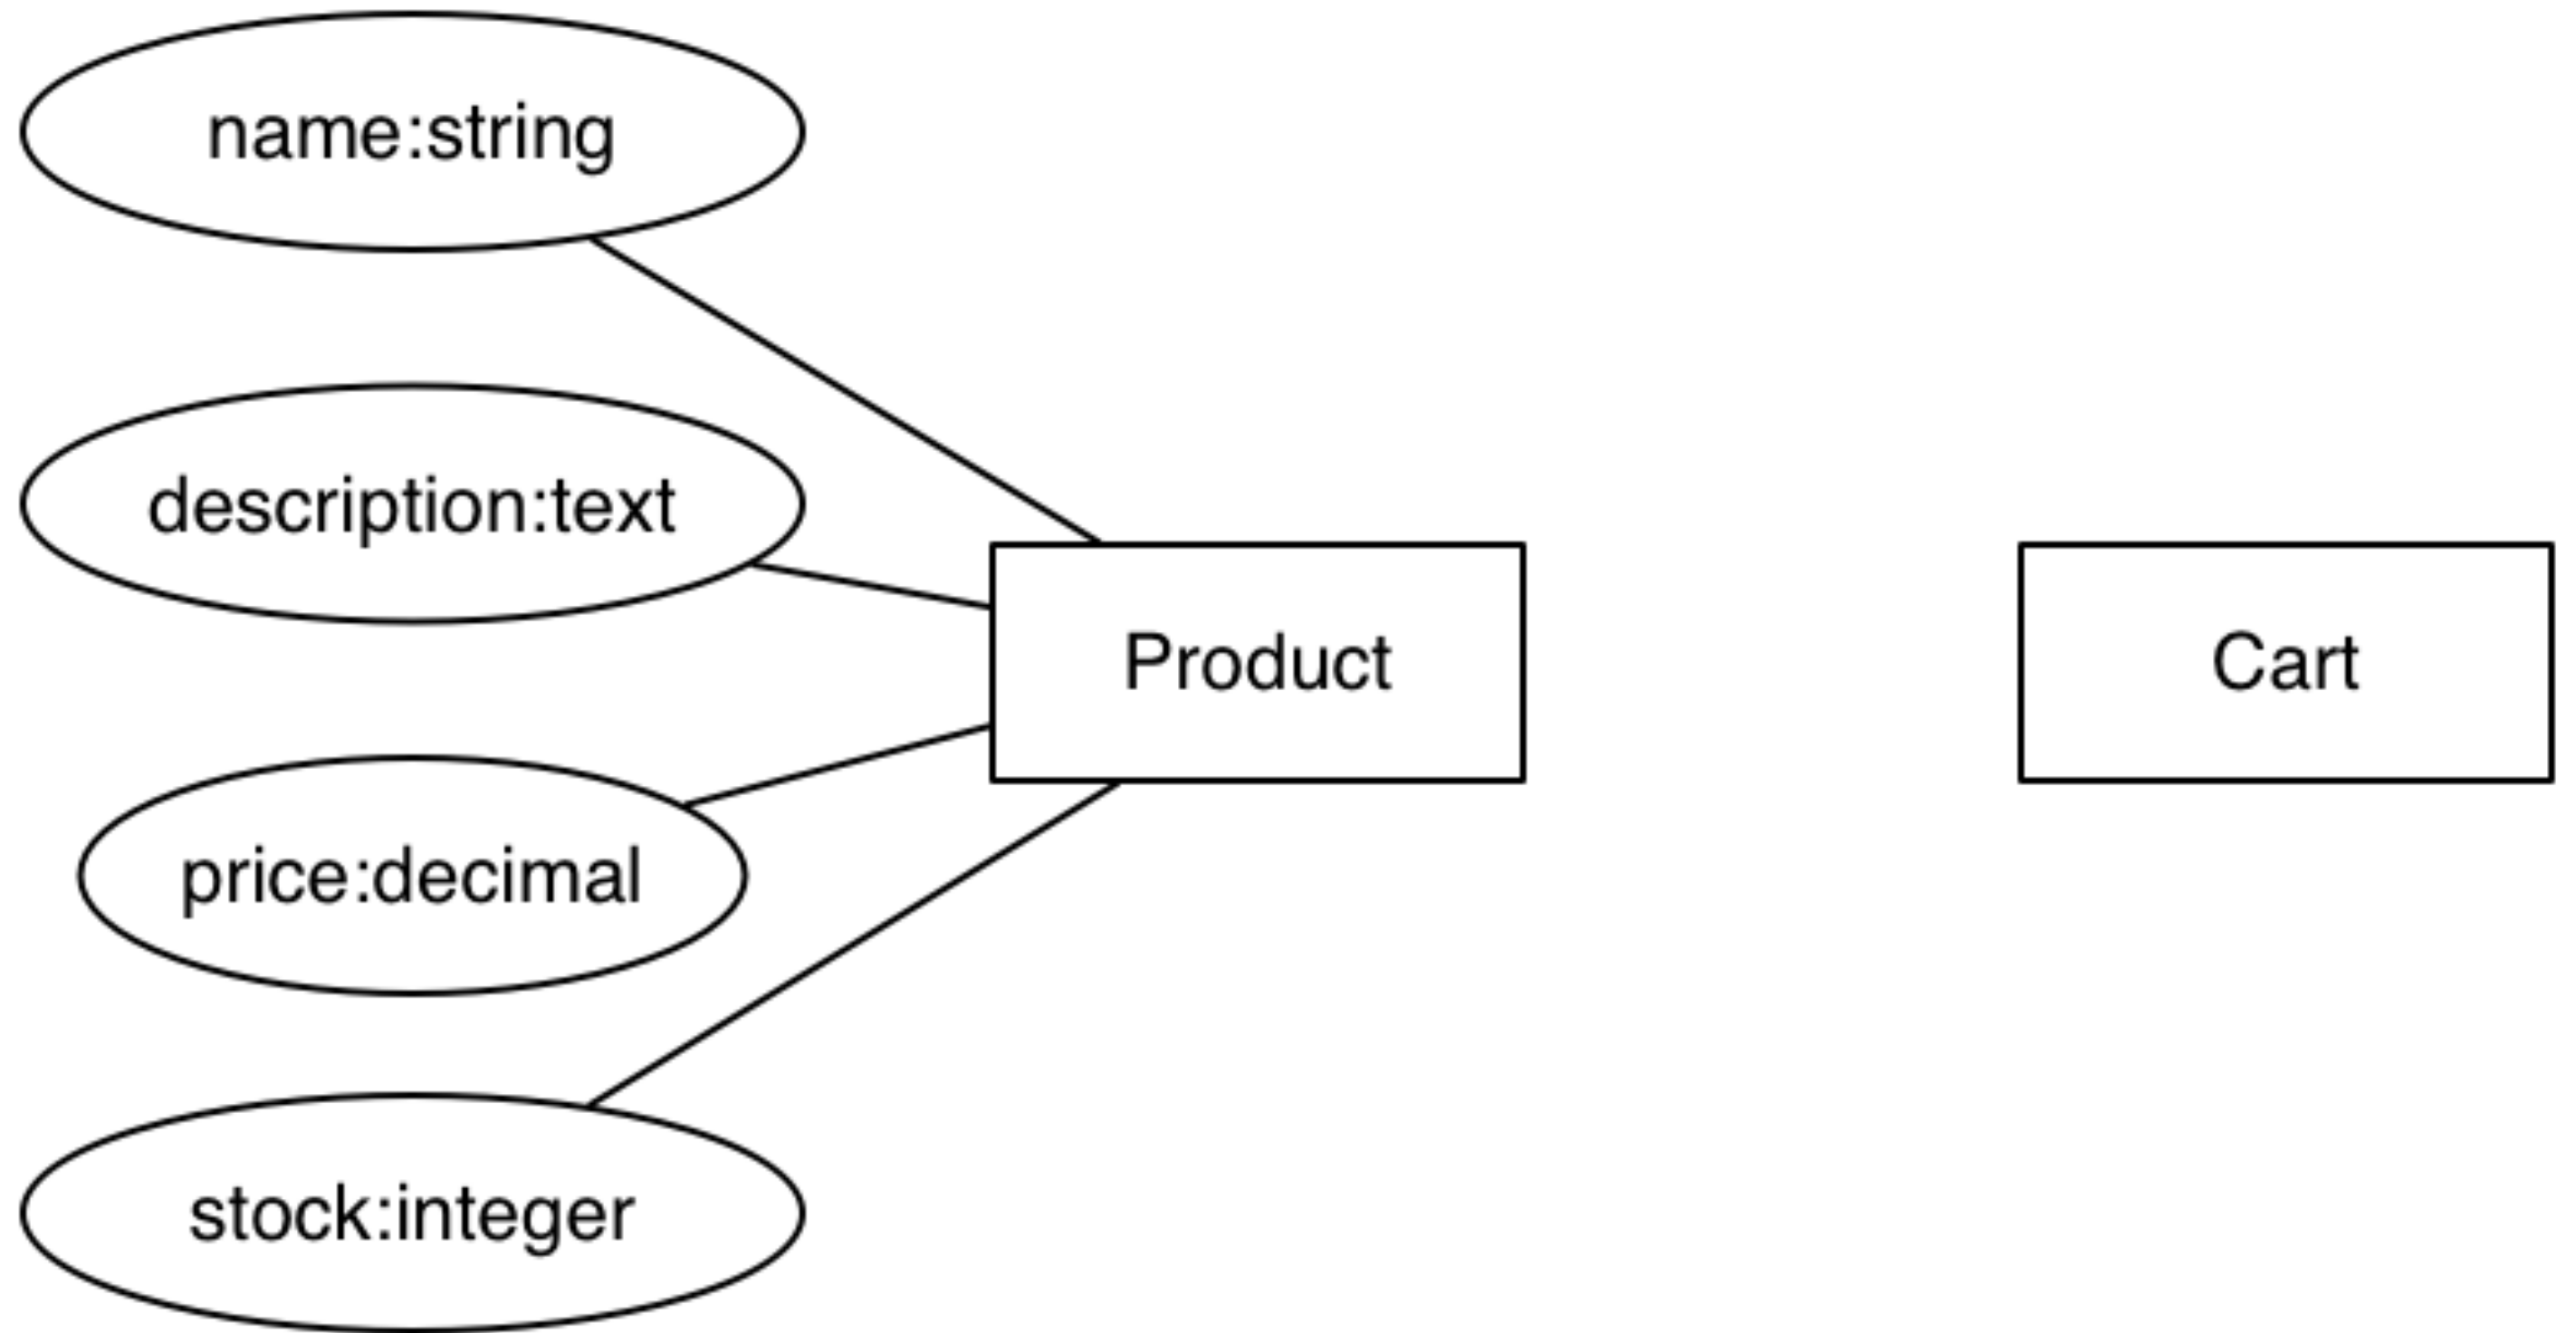 name:string
description:text
Product
Cart
price:decimal
stock:integer